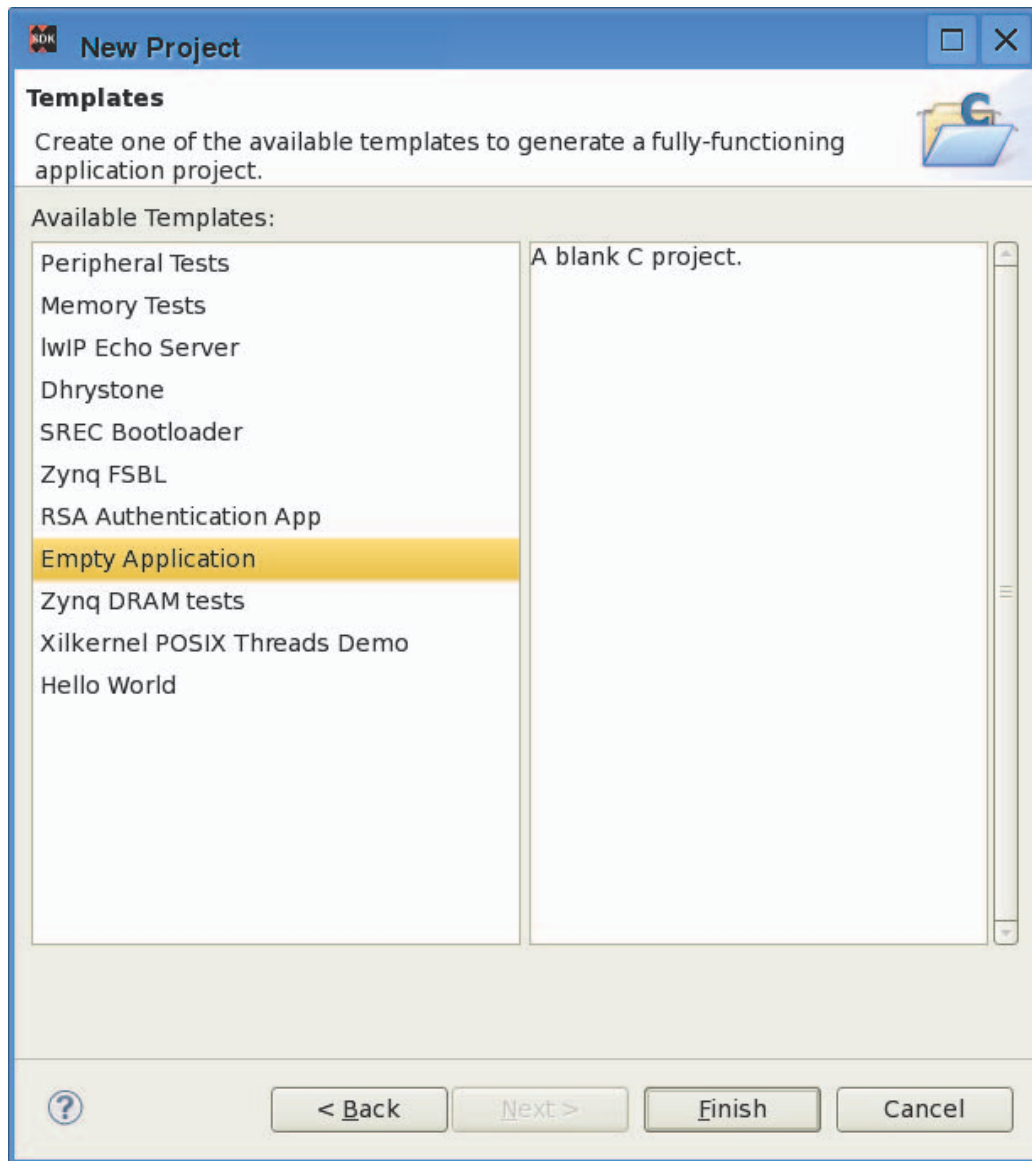 SDK
New Project
Templates
Create one of the available templates to generate a fully-functioning
application project.
C
Available Templates:
Peripheral Tests
Memory Tests
lwIP Echo Server
Dhrystone
SREC Bootloader
Zynq FSBL
RSA Authentication App
Empty Application
Zynq DRAM tests
Xilkernel POSIX Threads Demo
Hello World
A blank C project.
?
< Back
Next >
Finish
Cancel